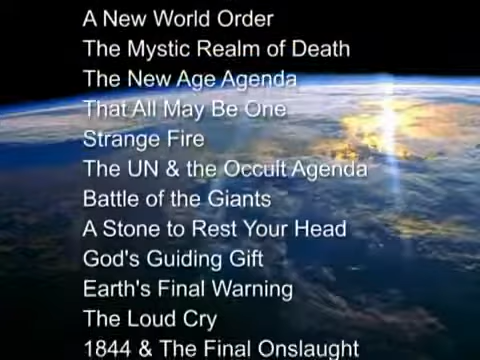 A New World Order
The Mystic Realm of Death
The New Age Agenda
That All May Be One
Strange Fire
The UN & the Occult Agenda
Battle of the Giants
A Stone to Rest Your Head
God's Guiding Gift
Earth's Final Warning
The Loud Cry
1844 & The Final Onslaught